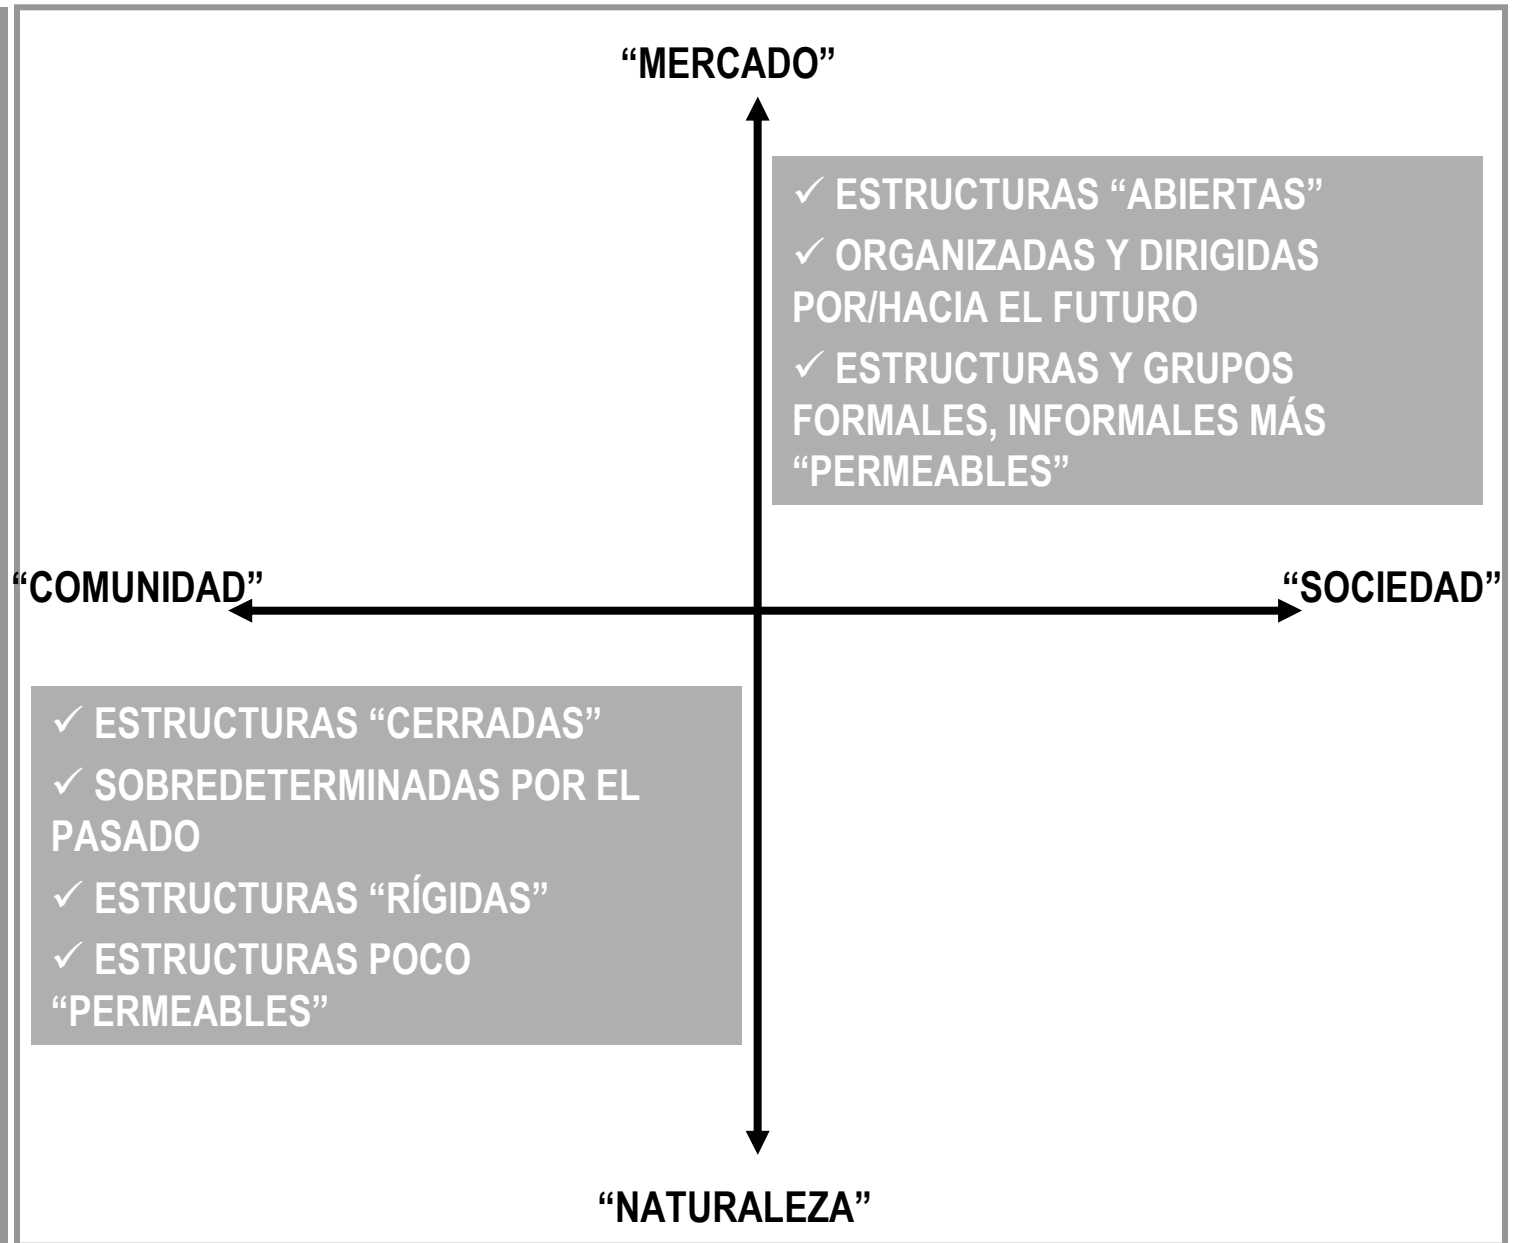 “MERCADO”
✓ ESTRUCTURAS “ABIERTAS”
✓ ORGANIZADAS Y DIRIGIDAS
POR/HACIA EL FUTURO
✓ ESTRUCTURAS Y GRUPOS
FORMALES, INFORMALES MÁS
“PERMEABLES”
“COMUNIDAD”
“SOCIEDAD”
✓ ESTRUCTURAS “CERRADAS”
✓ SOBREDETERMINADAS POR EL
PASADO
✓ ESTRUCTURAS “RÍGIDAS”
✓ ESTRUCTURAS POCO
“PERMEABLES”
“NATURALEZA”